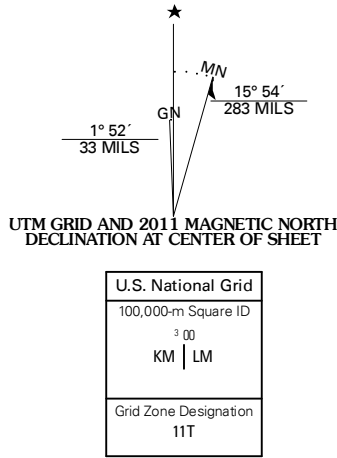 ★
MN
GN
15° 54´
283 MILS
1° 52´
33 MILS
UTM GRID AND 2011 MAGNETIC NORTH
DECLINATION AT CENTER OF SHEET
U.S. National Grid
100,000-m Square ID
3 00
KM | LM
Grid Zone Designation
11T